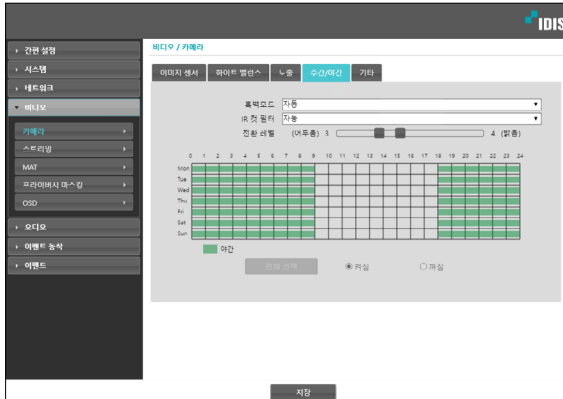 IDIS
간편 설정
시스템
네트워크
비디오
카메라
스트리밍
MAT
프라이버시 마스킹
OSD
오디오
이벤트 동작
이벤트
비디오 / 카메라
이미지 센서 화이트 밸런스 노출 주간/야간 기타
흑백모드 자동
IR 컷 필터 자동
전환 레벨 (어두움) 3 4 (밝음)
0 1 2 3 4 5 6 7 8 9 10 11 12 13 14 15 16 17 18 19 20 21 22 23 24
Mon
Tue
Wed
Thu
Fri
Sat
Sun
야간
전체 선택 켜짐 꺼짐
저장